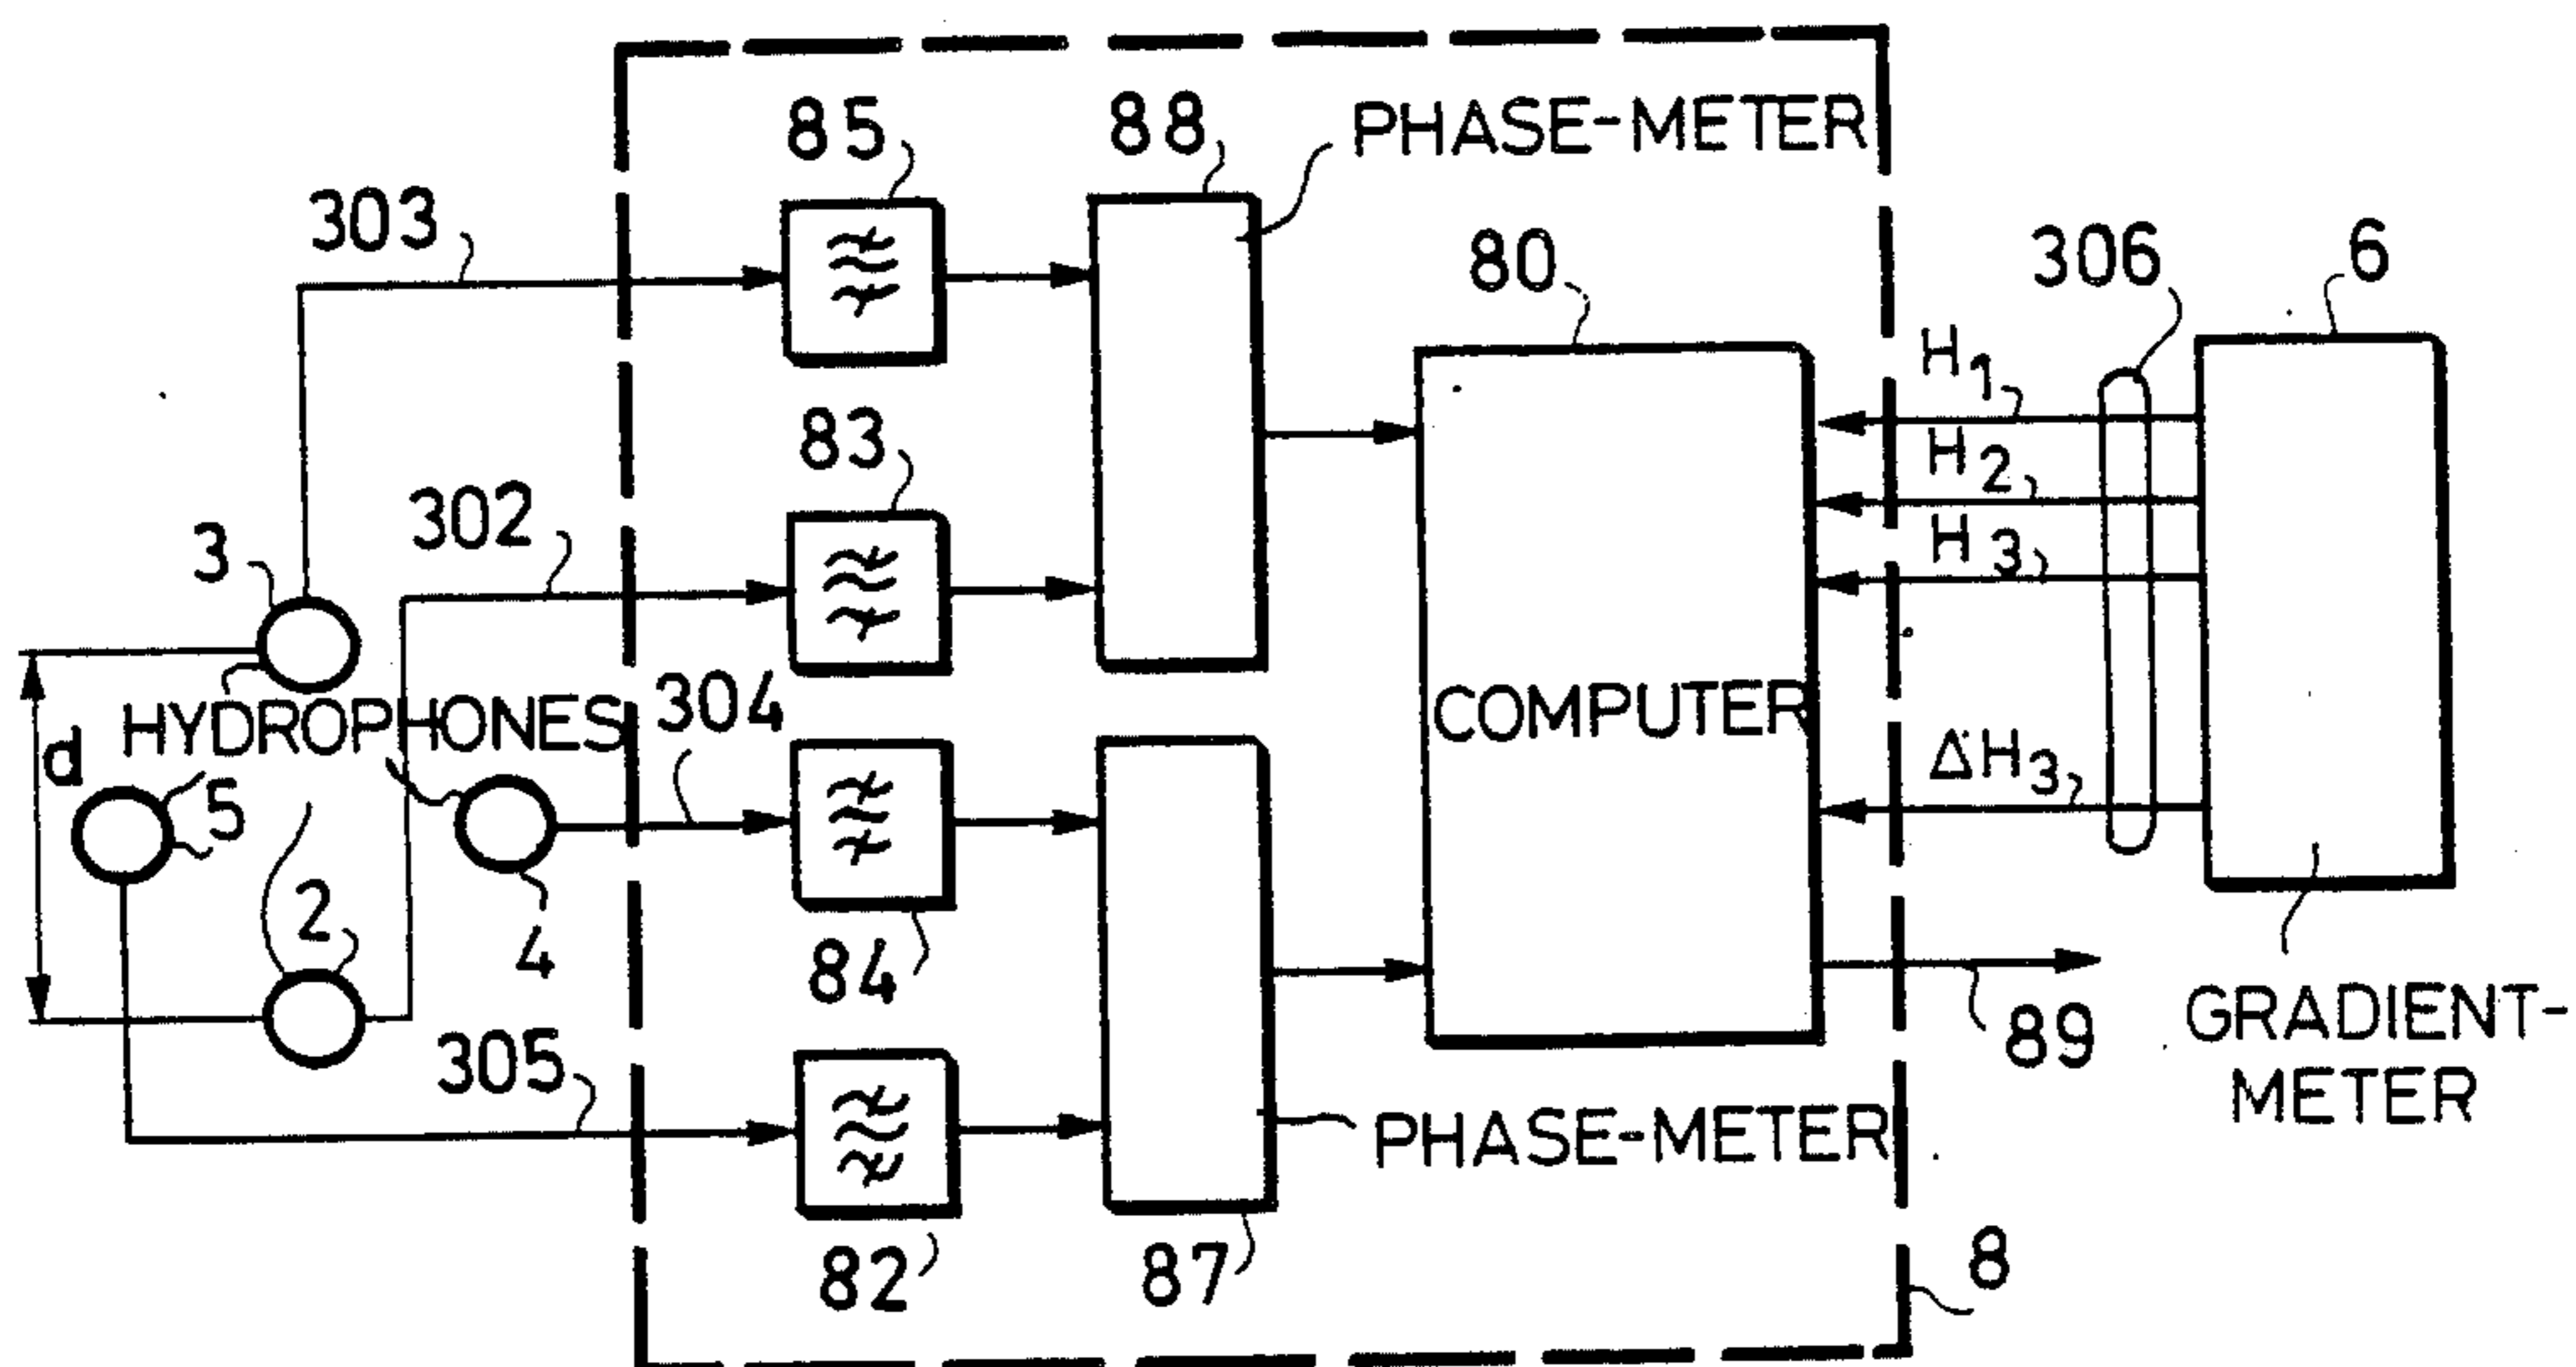 85
88
PHASE-METER
303
80
306
6
83
H1
302
H2
3
H3
304
HYDROPHONES
d
COMPUTER
ΔH3
5
2
4
84
89
305
GRADIENT-
METER
PHASE-METER
82
87
8